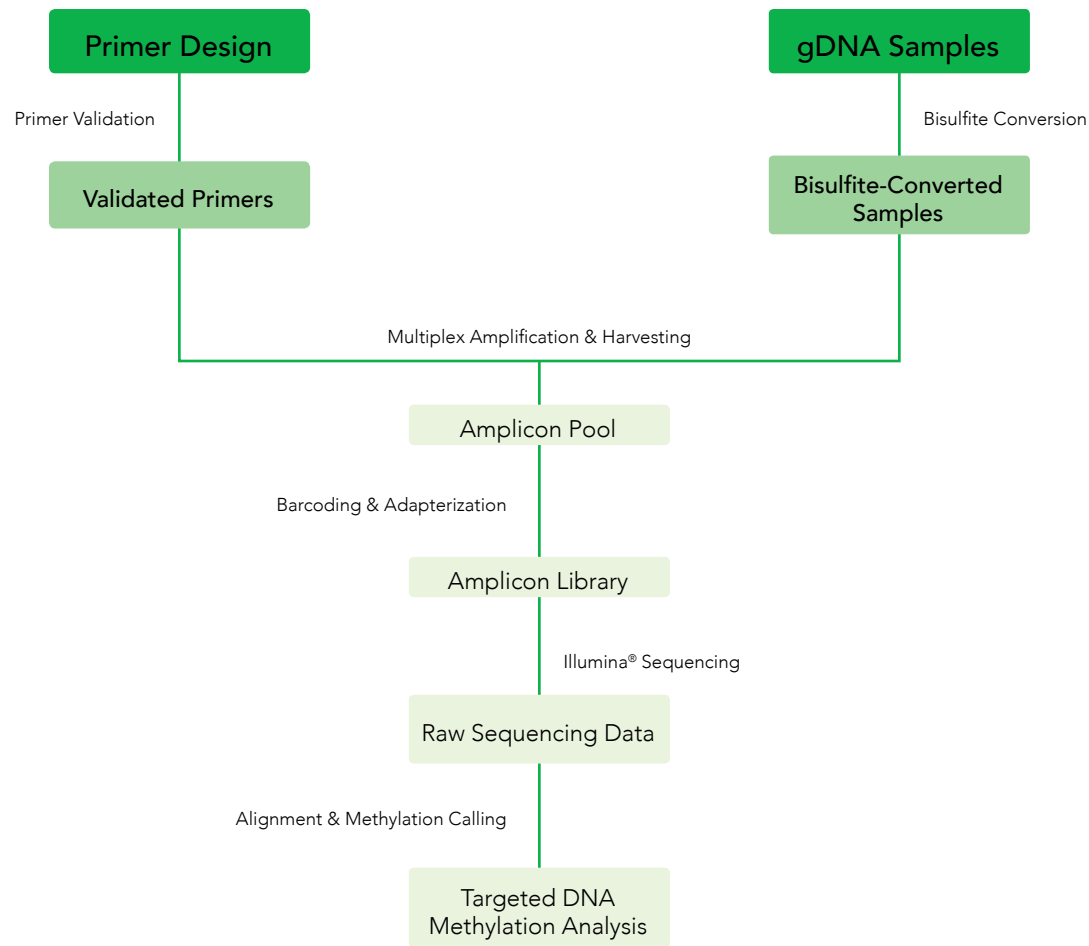 Primer Design
gDNA Samples
Primer Validation
Bisulfite Conversion
Validated Primers
Bisulfite-Converted
Samples
Multiplex Amplification & Harvesting
Amplicon Pool
Barcoding & Adapterization
Amplicon Library
Illumina® Sequencing
Raw Sequencing Data
Alignment & Methylation Calling
Targeted DNA
Methylation Analysis